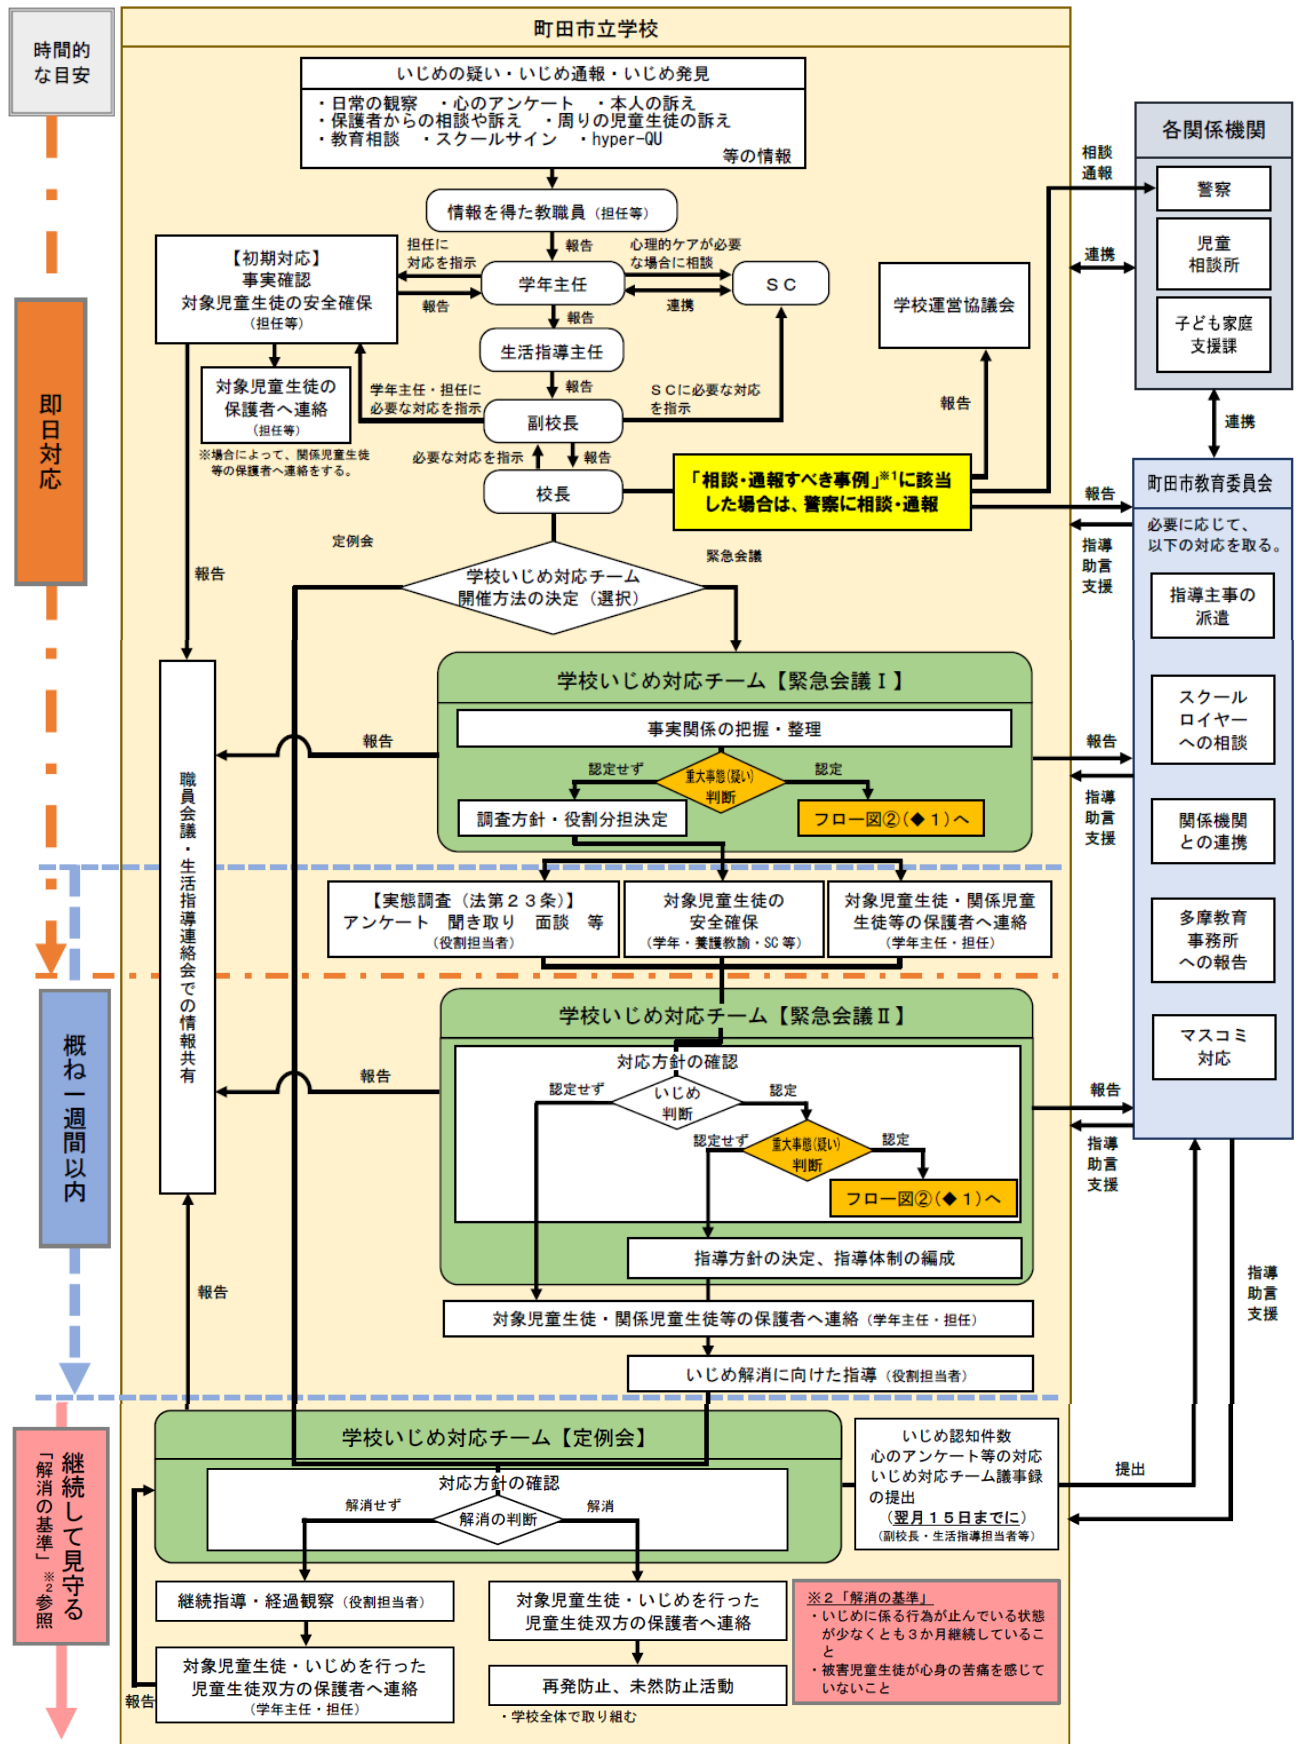 時間的
な目安
町田市立学校
いじめの疑い・いじめ通報・いじめ発見
・日常の観察　・心のアンケート　・本人の訴え
・保護者からの相談や訴え　・周りの児童生徒の訴え
・教育相談　・スクールサイン　・hyper-QU
等の情報
情報を得た教職員（担任等）
報告
担任に
対応を指示
心理的ケアが必要
な場合に相談
【初期対応】
事実確認
対象児童生徒の安全確保
（担任等）
学年主任
ＳＣ
報告
連携
報告
生活指導主任
報告
対象児童生徒の
保護者へ連絡
（担任等）
※場合によって、関係児童生徒
等の保護者へ連絡をする。
学年主任・担任に
必要な対応を指示
ＳＣに必要な対応
を指示
副校長
必要な対応を指示
報告
校長
学校運営協議会
報告
「相談・通報すべき事例」※1に該当
した場合は、警察に相談・通報
相談
通報
各関係機関
警察
児童
相談所
子ども家庭
支援課
連携
連携
町田市教育委員会
必要に応じて、
以下の対応を取る。
指導主事の
派遣
スクール
ロイヤー
への相談
関係機関
との連携
多摩教育
事務所
への報告
マスコミ
対応
報告
指導
助言
支援
即日対応
定例会
緊急会議
学校いじめ対応チーム
開催方法の決定（選択）
報告
学校いじめ対応チーム【緊急会議Ⅰ】
事実関係の把握・整理
認定せず
重大事態(疑い)
判断
認定
調査方針・役割分担決定
フロー図②(◆１)へ
報告
報告
指導
助言
支援
職員会議・生活指導連絡会での情報共有
【実態調査（法第２３条）】
アンケート　聞き取り　面談　等
（役割担当者）
対象児童生徒の
安全確保
（学年・養護教諭・SC 等）
対象児童生徒・関係児童
生徒等の保護者へ連絡
（学年主任・担任）
概ね一週間以内
学校いじめ対応チーム【緊急会議Ⅱ】
対応方針の確認
認定せず
いじめ
判断
認定
認定せず
重大事態(疑い)
判断
認定
フロー図②(◆１)へ
指導方針の決定、指導体制の編成
報告
報告
指導
助言
支援
対象児童生徒・関係児童生徒等の保護者へ連絡（学年主任・担任）
いじめ解消に向けた指導（役割担当者）
報告
指導
助言
支援
継続して見守る
「解消の基準」※2参照
学校いじめ対応チーム【定例会】
対応方針の確認
解消せず
解消の判断
解消
いじめ認知件数
心のアンケート等の対応
いじめ対応チーム議事録
の提出
（翌月１５日までに）
（副校長・生活指導担当者等）
提出
継続指導・経過観察（役割担当者）
対象児童生徒・いじめを行った
児童生徒双方の保護者へ連絡
（学年主任・担任）
報告
対象児童生徒・いじめを行った
児童生徒双方の保護者へ連絡
再発防止、未然防止活動
・学校全体で取り組む
※２「解消の基準」
・いじめに係る行為が止んでいる状態
が少なくとも３か月継続しているこ
と
・被害児童生徒が心身の苦痛を感じて
いないこと